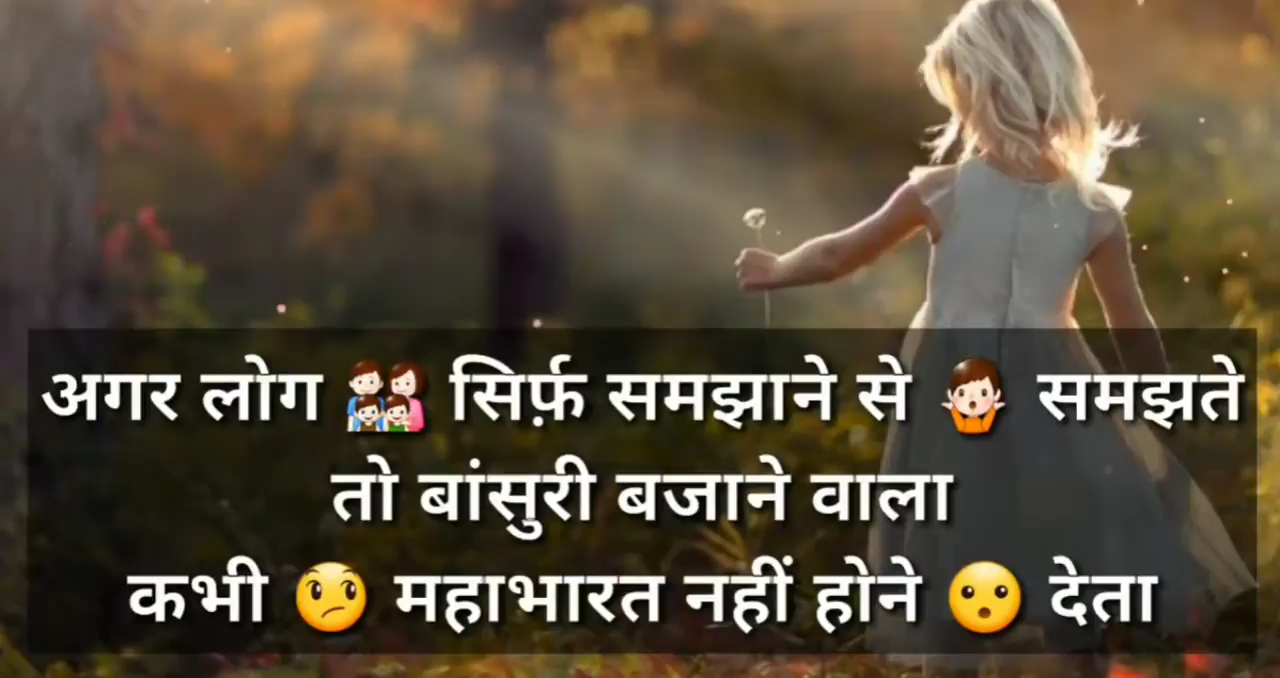 अगर लोग 👨‍👩‍👧‍👦 सिर्फ़ समझाने से 🤷 समझते
तो बांसुरी बजाने वाला
कभी 🤔 महाभारत नहीं होने 😮 देता